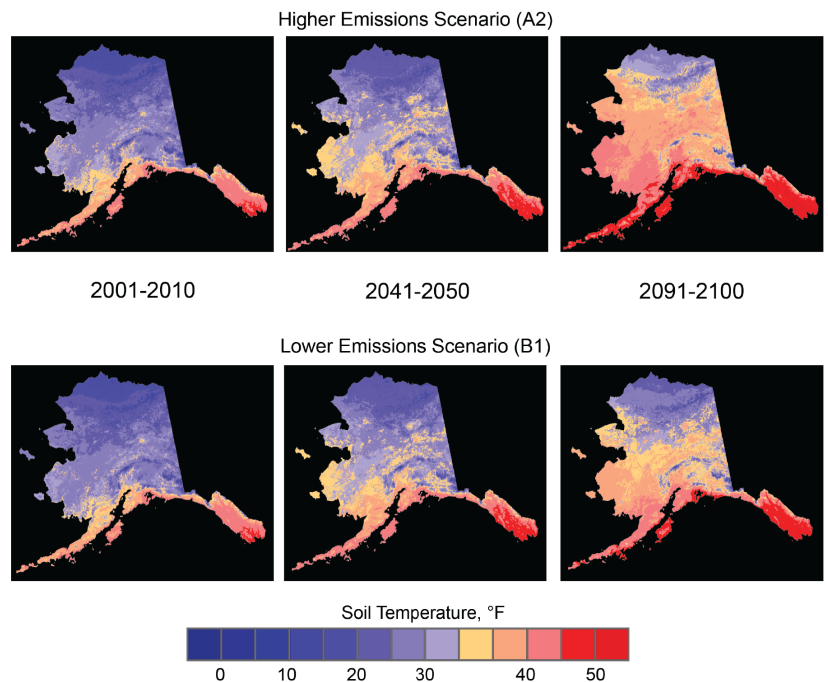 Higher Emissions Scenario (A2)
2001-2010 2041-2050 2091-2100
Lower Emissions Scenario (B1)
Soil Temperature, °F
0 10 20 30 40 50